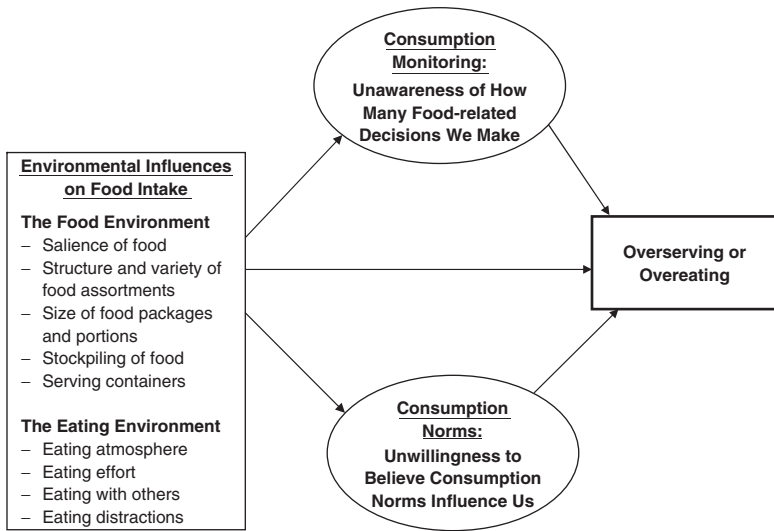 Consumption
Monitoring:
Unawareness of How
Many Food-related
Decisions We Make
Environmental Influences
on Food Intake
The Food Environment
– Salience of food
– Structure and variety of
food assortments
– Size of food packages
and portions
– Stockpiling of food
– Serving containers
The Eating Environment
– Eating atmosphere
– Eating effort
– Eating with others
– Eating distractions
Overserving or
Overeating
Consumption
Norms:
Unwillingness to
Believe Consumption
Norms Influence Us